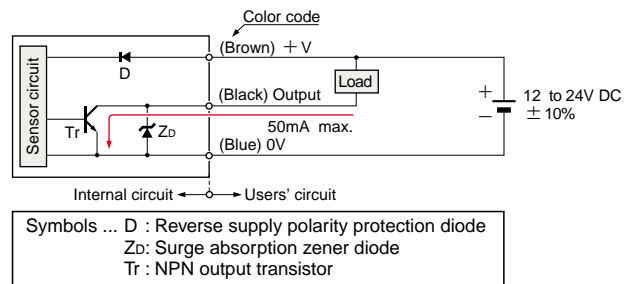 Color code
(Brown) +V
D
Load
Sensor circuit
(Black) Output
+
12 to 24V DC
Tr
ZD
50mA max.
−
± 10%
(Blue) 0V
Internal circuit
Users' circuit
Symbols ... D : Reverse supply polarity protection diode
ZD: Surge absorption zener diode
Tr : NPN output transistor